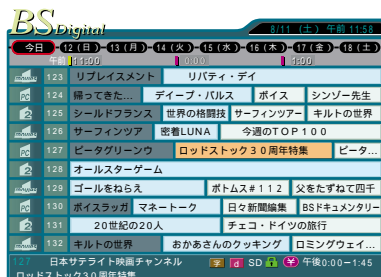 BS Digital 8/11 (土) 午前 11:58
今日 12(日) 13(月) 14(火) 15(水) 16(木) 17(金) 18(土)
午前 11:00 0:00 1:00
123 リプレイスメント リバティ・デイ
PC 124 帰ってきた… ディープ・パルス ボイス シンゾー先生
2 125 シールドフランス 世界の格闘技 サーフィンツアー キルトの世界
126 サーフィンツア 密着LUNA 今週のTOP100
PC 127 ピータグリーンウ ロッドストック30周年特集 ピータ…
2 128 オールスターゲーム
129 ゴールをねらえ ボトムス#112 父をたずねて四千
PC 130 ボイスラッガ マネートーク 日々新聞編集 BSドキュメンタリー
2 131 20世紀の20人 チェコ・ドイツの旅行
132 キルトの世界 おかあさんのクッキング ロミングウェイ…
127 日本サテライト映画チャンネル 字 d SD ¥ 午後0:00-1:45
ロッドストック30周年特集